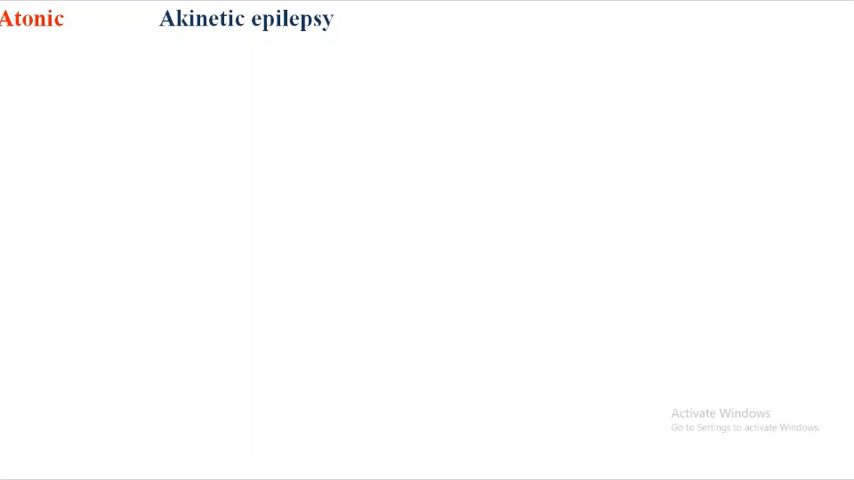 Atonic Akinetic epilepsy
Activate Windows
Go to Settings to activate Windows.